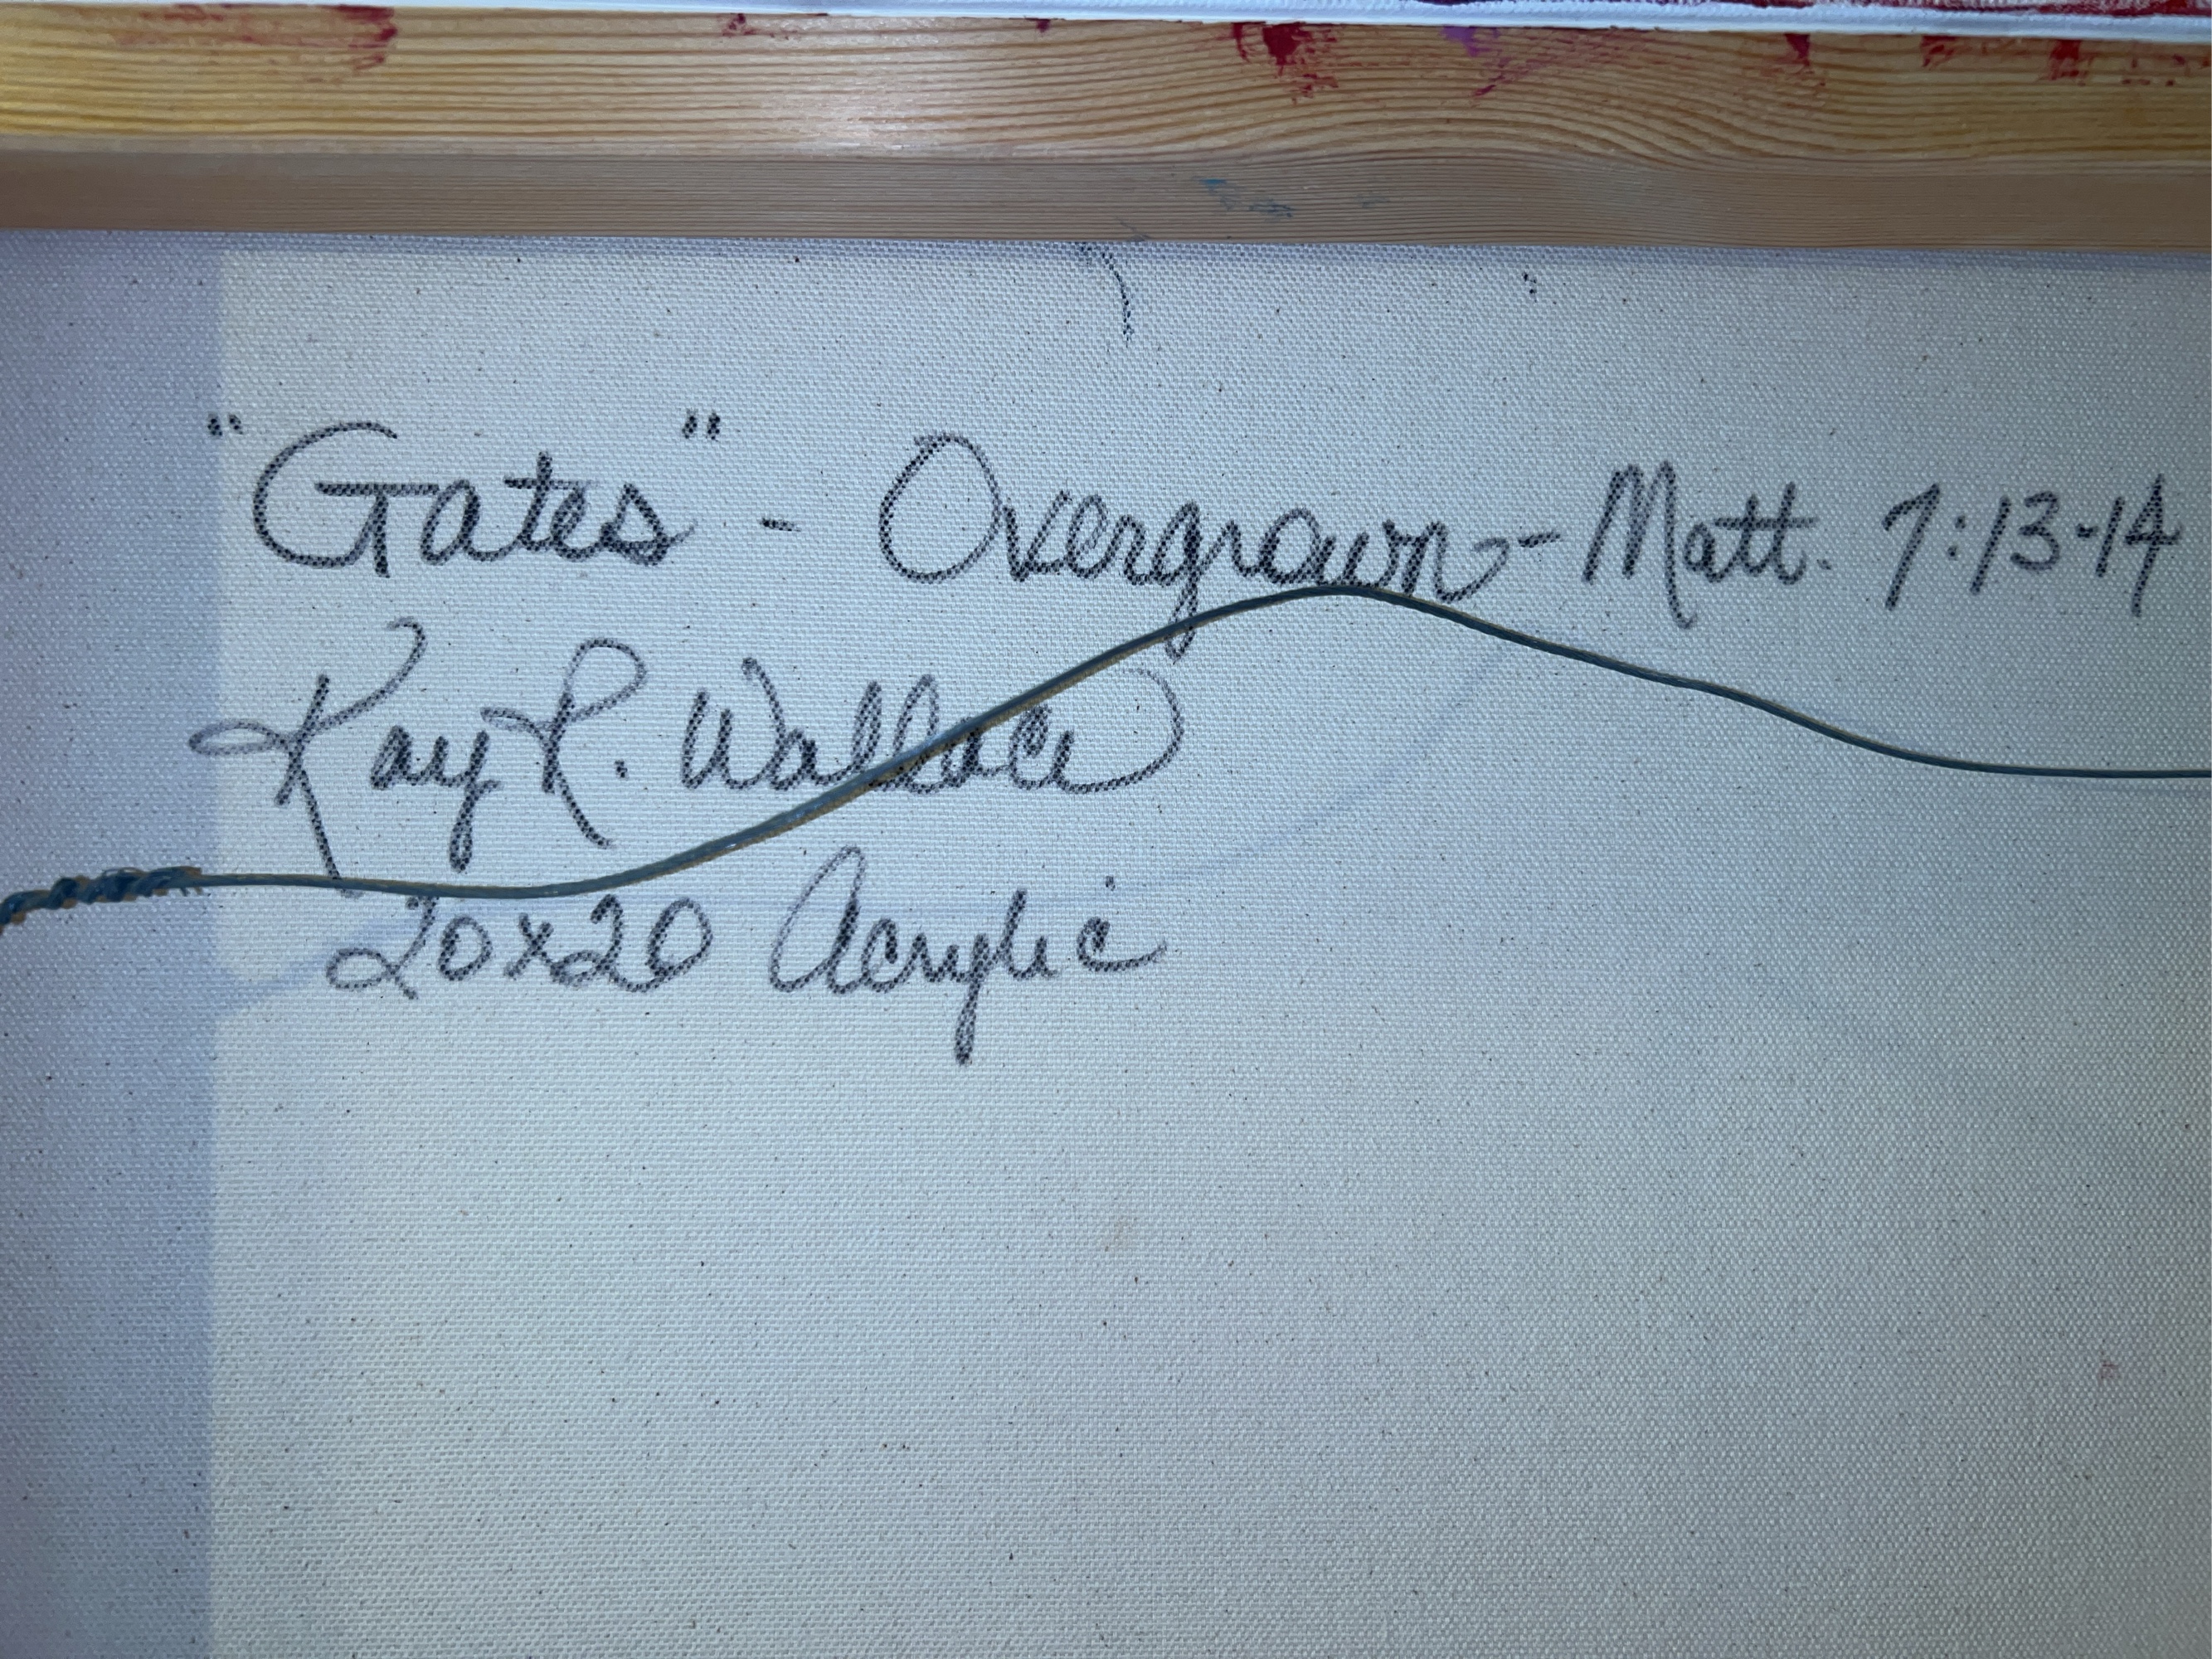 "Gates" - Overgrown - Matt. 7:13-14
Kay R. Wallace
20x20 Acrylic